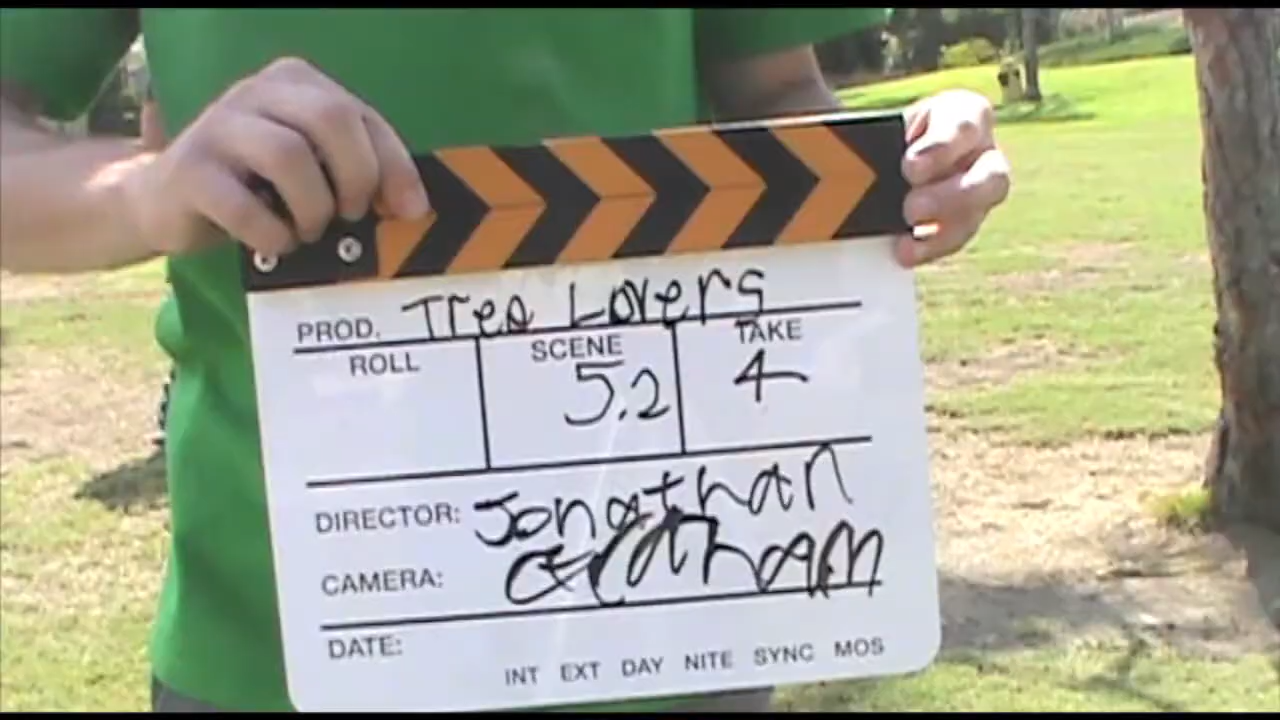 PROD. Tree Lovers
ROLL SCENE TAKE
5.2 4
DIRECTOR: Jonathan
CAMERA: Graham
DATE:
INT EXT DAY NITE SYNC MOS